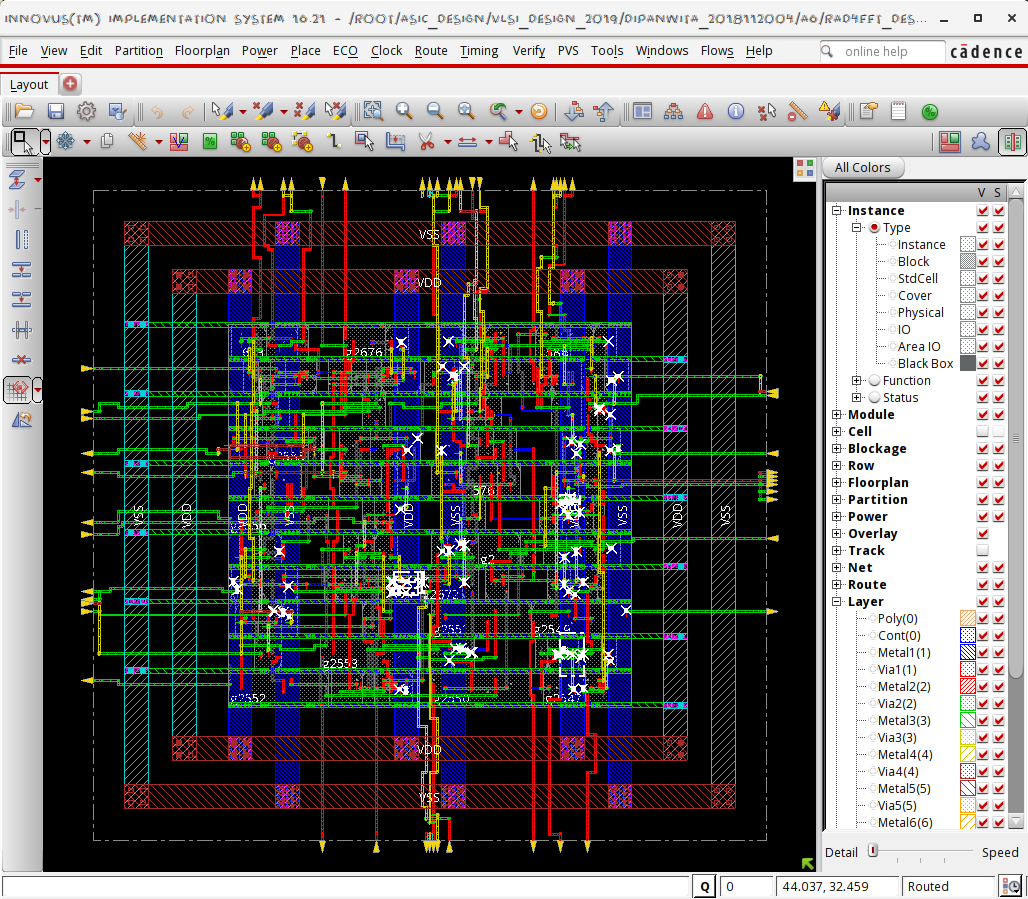 INNOVUS(TM) IMPLEMENTATION SYSTEM 16.21 - /ROOT/ASIC_DESIGN/VLSI_DESIGN_2019/DIPANWITA_2018112004/A6/RAD4FFT_DES...
File View Edit Partition Floorplan Power Place ECO Clock Route Timing Verify PVS Tools Windows Flows Help
online help
cādence
Layout
All Colors
V S
Instance
Type
Instance
Block
StdCell
Cover
Physical
IO
Area IO
Black Box
Function
Status
Module
Cell
Blockage
Row
Floorplan
Partition
Power
Overlay
Track
Net
Route
Layer
Poly(0)
Cont(0)
Metal1(1)
Via1(1)
Metal2(2)
Via2(2)
Metal3(3)
Via3(3)
Metal4(4)
Via4(4)
Metal5(5)
Via5(5)
Metal6(6)
VSS
VDD
VSS
VDD
VDD
VSS
VDD
VSS
VSS
VDD
VSS
g2553
g2552
VDD
VSS
Detail
Speed
Q
0
44.037, 32.459
Routed